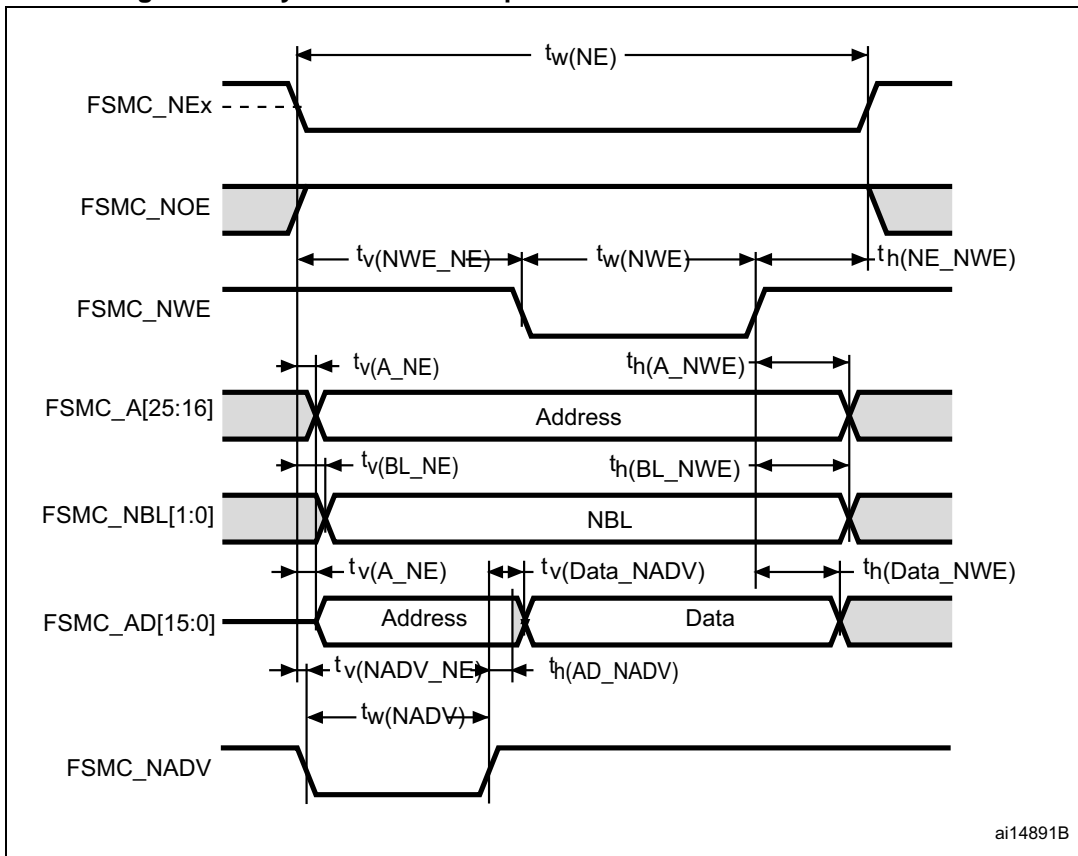 tw(NE)
FSMC_NEx
FSMC_NOE
tv(NWE_NE) tw(NWE) th(NE_NWE)
FSMC_NWE
tv(A_NE) th(A_NWE)
FSMC_A[25:16] Address
tv(BL_NE) th(BL_NWE)
FSMC_NBL[1:0] NBL
tv(A_NE) tv(Data_NADV) th(Data_NWE)
FSMC_AD[15:0] Address Data
tv(NADV_NE) th(AD_NADV)
tw(NADV)
FSMC_NADV
ai14891B